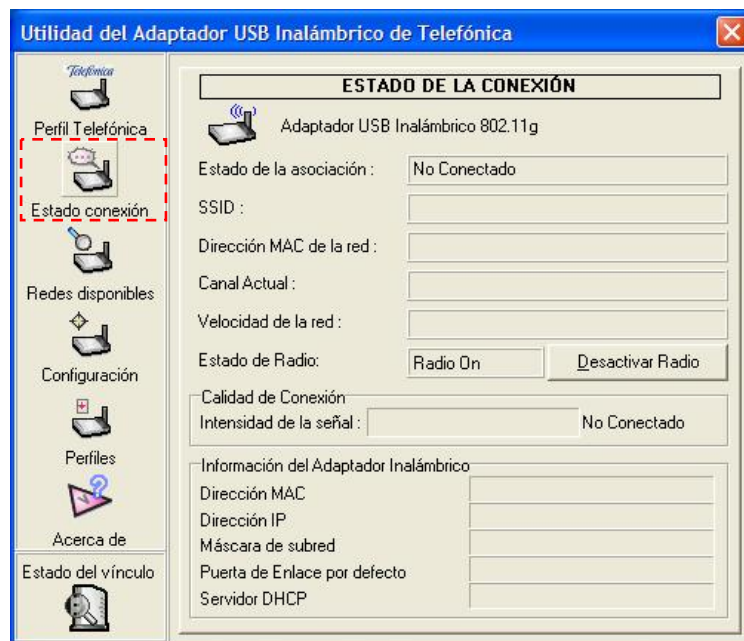 Utilidad del Adaptador USB Inalámbrico de Telefónica
Telefónica
Perfil Telefónica
Estado conexión
Redes disponibles
Configuración
Perfiles
Acerca de
Estado del vínculo
ESTADO DE LA CONEXIÓN
Adaptador USB Inalámbrico 802.11g
Estado de la asociación : No Conectado
SSID :
Dirección MAC de la red :
Canal Actual :
Velocidad de la red :
Estado de Radio: Radio On Desactivar Radio
Calidad de Conexión
Intensidad de la señal : No Conectado
Información del Adaptador Inalámbrico
Dirección MAC
Dirección IP
Máscara de subred
Puerta de Enlace por defecto
Servidor DHCP